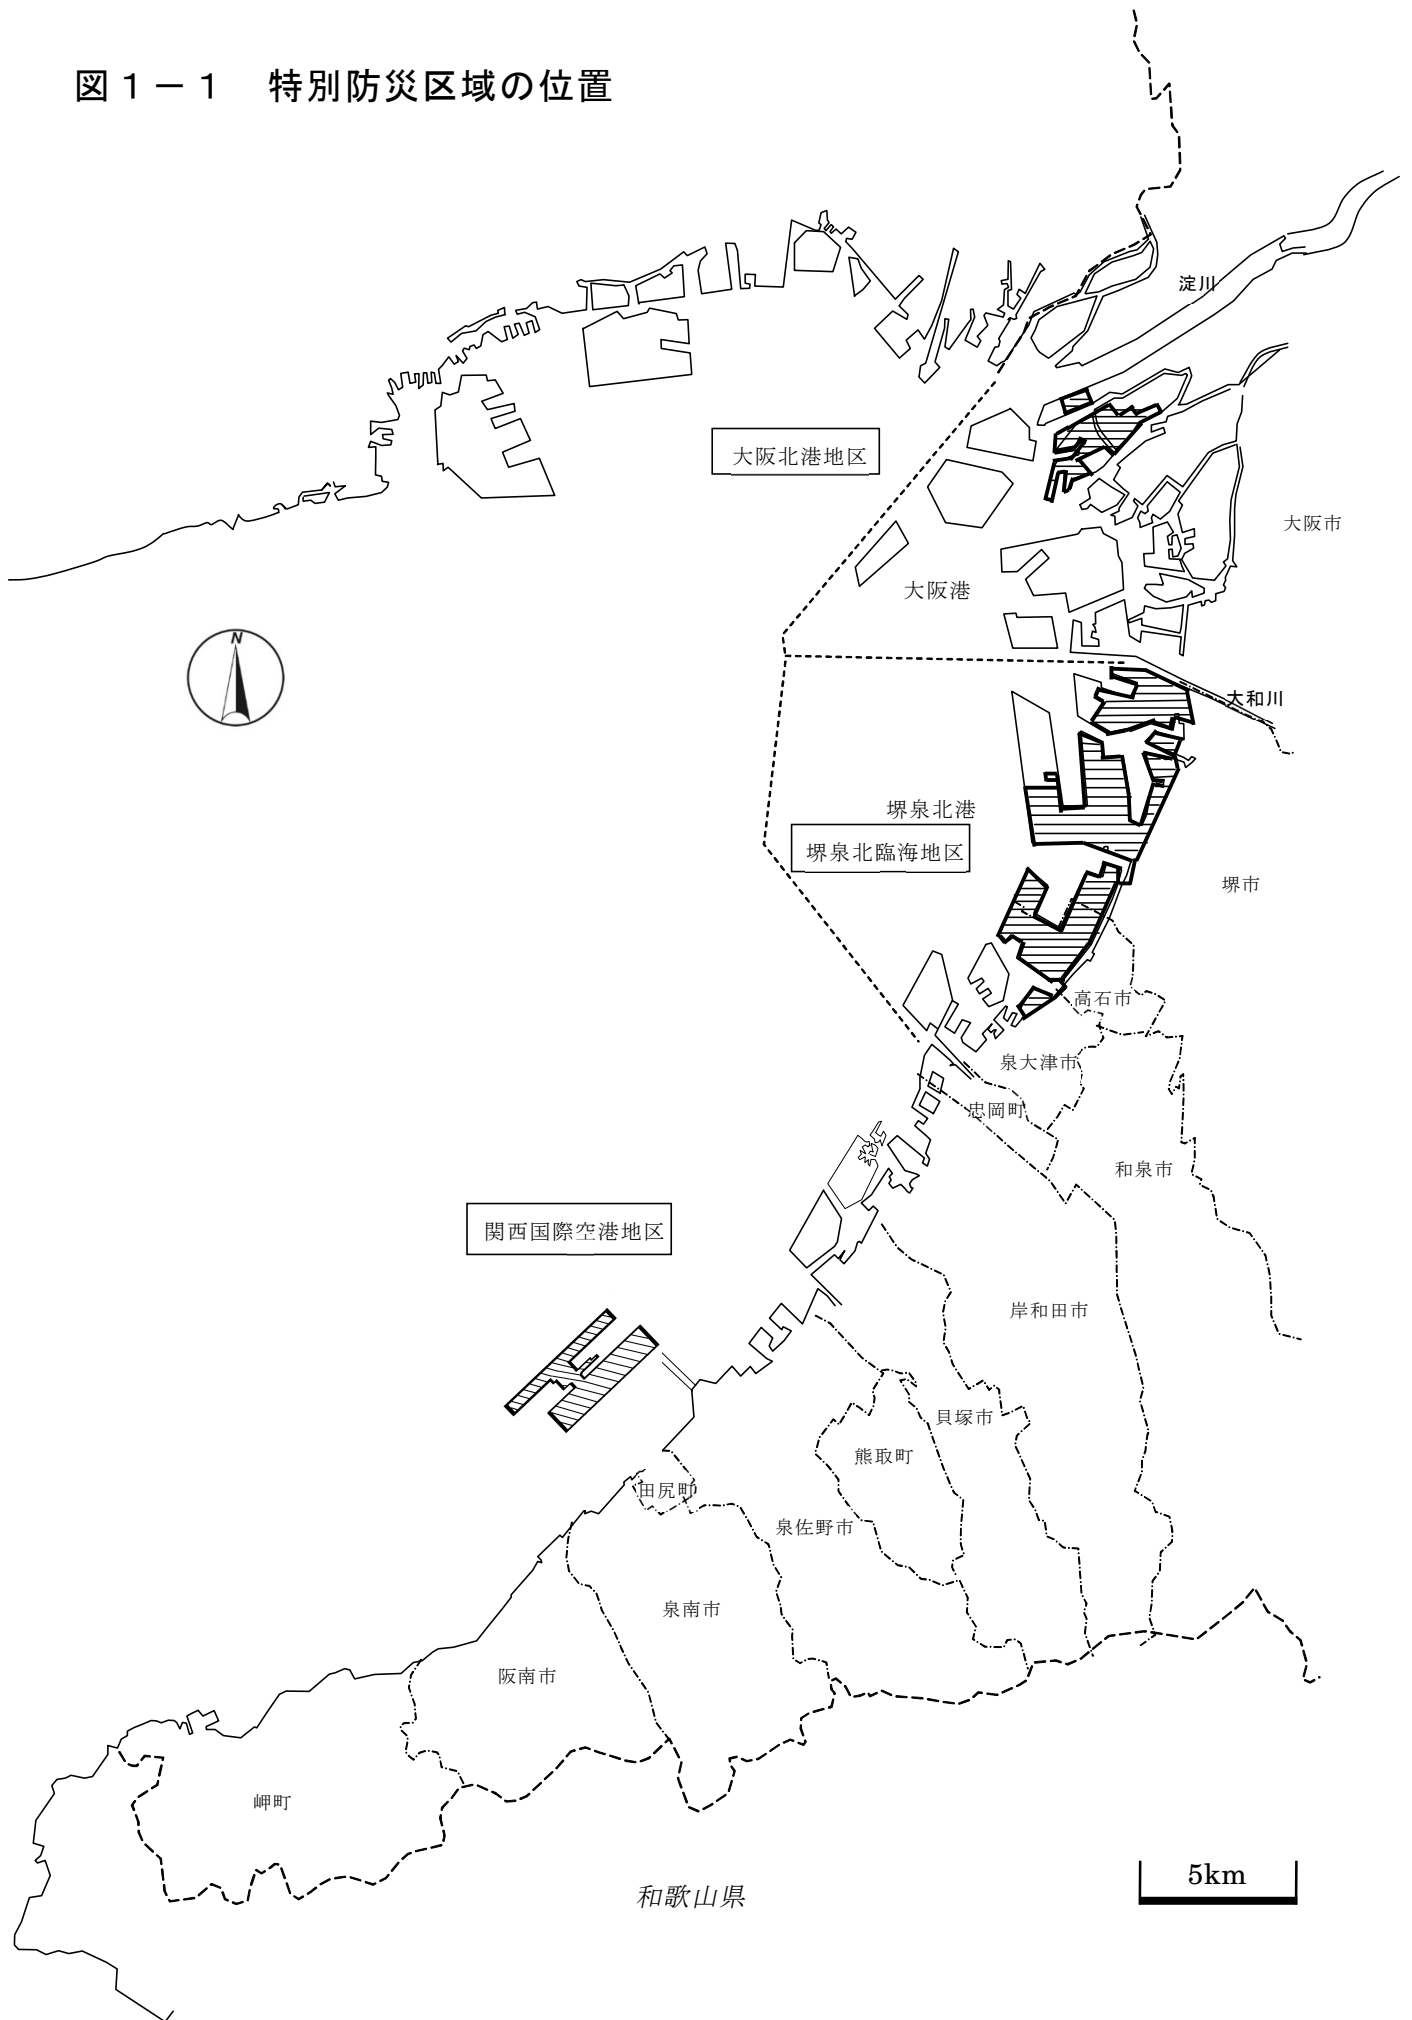 図1-1 特別防災区域の位置
淀川
大阪北港地区
大阪市
大阪港
N
大和川
堺泉北港
堺泉北臨海地区
堺市
高石市
泉大津市
忠岡町
和泉市
関西国際空港地区
岸和田市
貝塚市
熊取町
田尻町
泉佐野市
泉南市
阪南市
岬町
5km
和歌山県